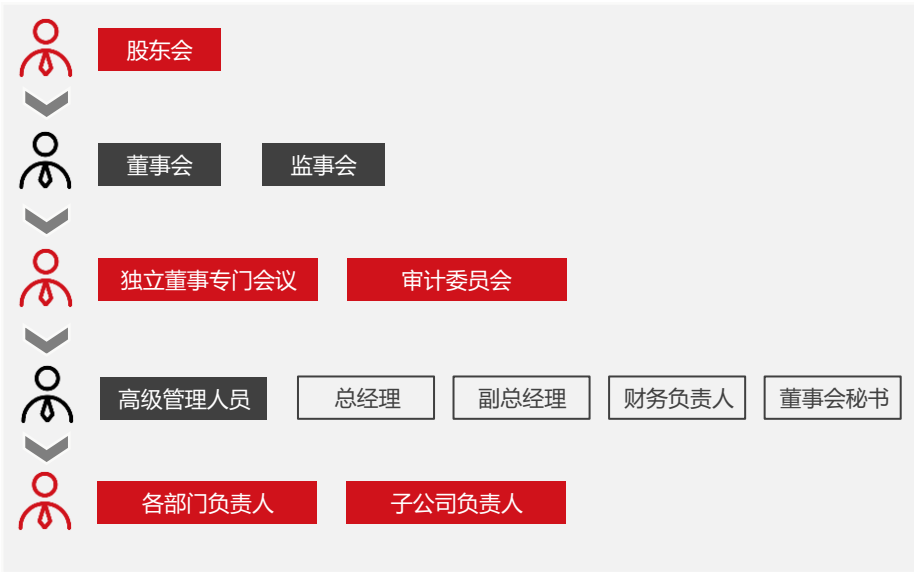 股东会
董事会 监事会
独立董事专门会议 审计委员会
高级管理人员 总经理 副总经理 财务负责人 董事会秘书
各部门负责人 子公司负责人